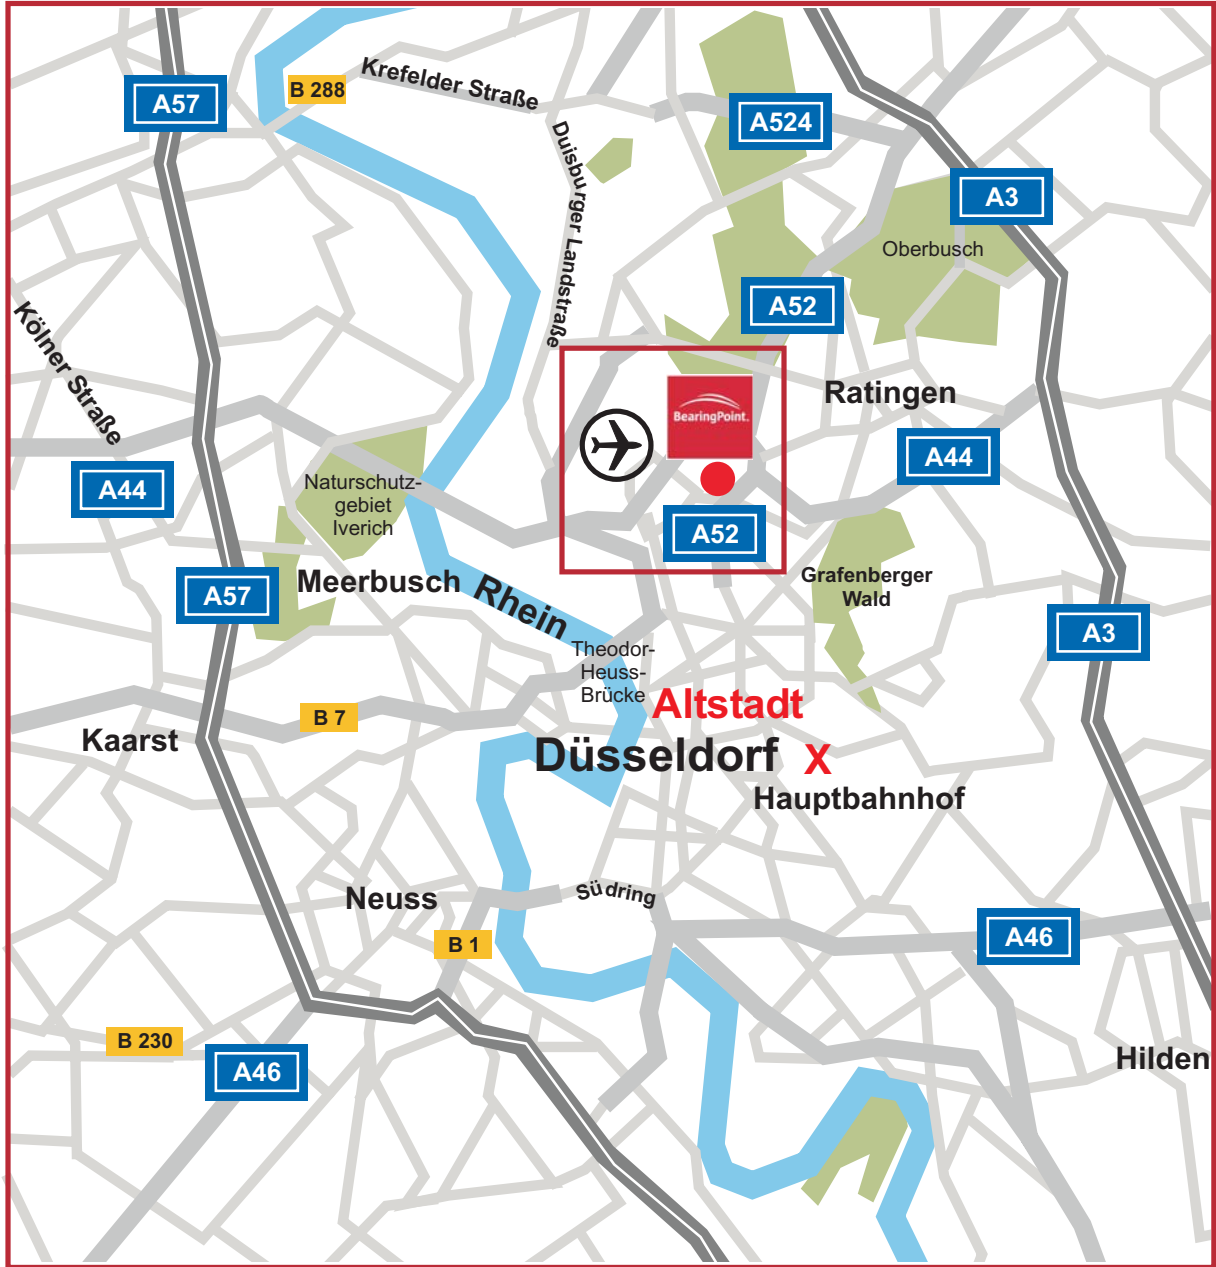 B 288
Krefelder Straße
A57
A524
Duisburger Landstraße
A3
Oberbusch
A52
Kölner Straße
Ratingen
BearingPoint.
A44
A44
Naturschutz-
gebiet
Iverich
A52
Meerbusch
Rhein
Grafenberger
Wald
A57
A3
Theodor-
Heuss-
Brücke
Altstadt
B 7
Kaarst
Düsseldorf
X
Hauptbahnhof
Neuss
Südring
B 1
A46
B 230
A46
Hilden